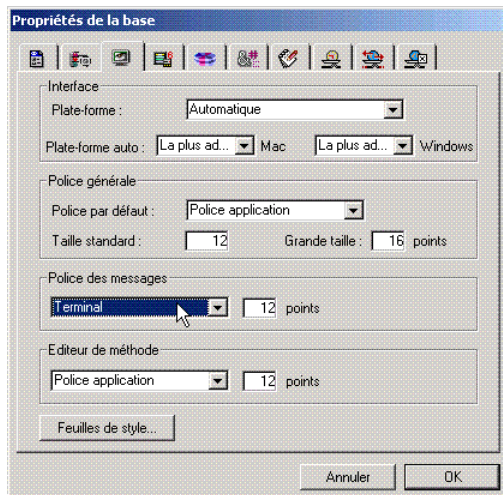 Propriétés de la base
Interface
Plate-forme : Automatique
Plate-forme auto : La plus ad... Mac La plus ad... Windows
Police générale
Police par défaut : Police application
Taille standard : 12 Grande taille : 16 points
Police des messages
Terminal 12 points
Editeur de méthode
Police application 12 points
Feuilles de style...
Annuler OK